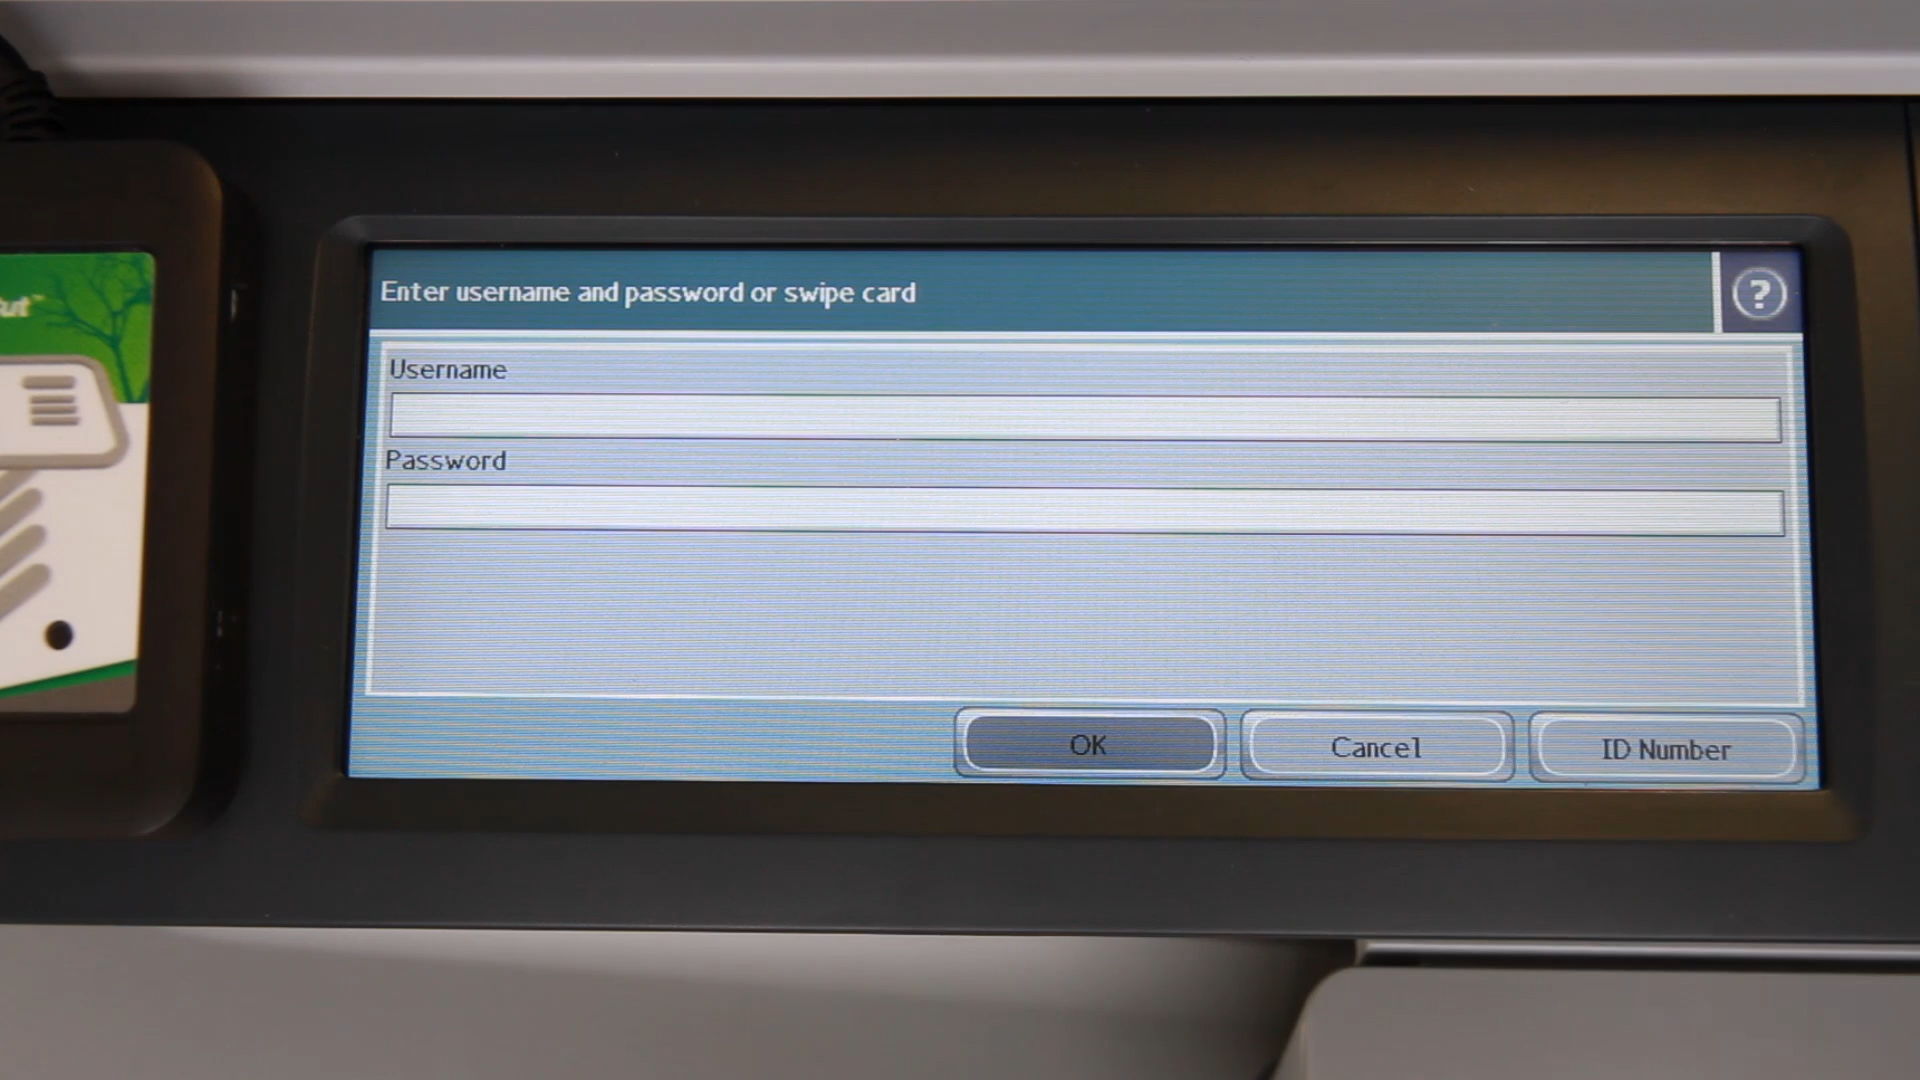 Enter username and password or swipe card
?
Username
Password
OK
Cancel
ID Number